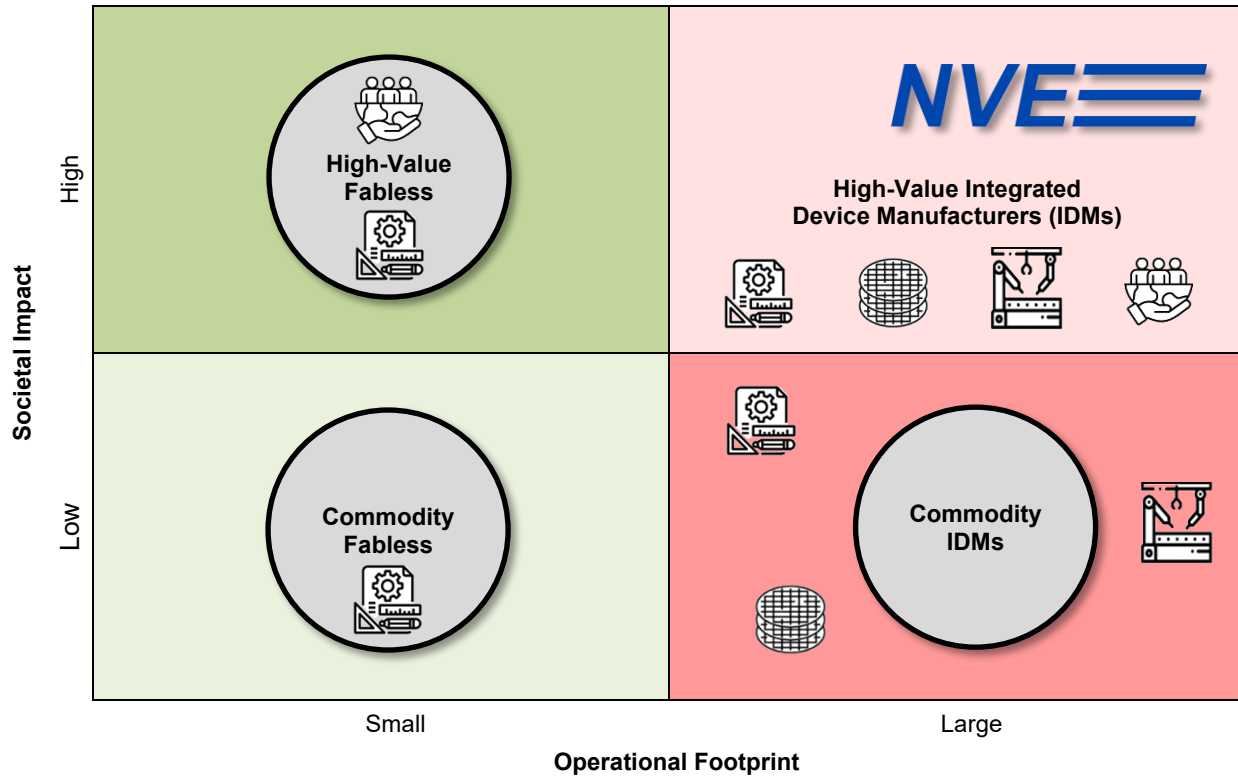 Societal Impact
High
Low
High-Value
Fabless
NVE
High-Value Integrated
Device Manufacturers (IDMs)
Commodity
Fabless
Commodity
IDMs
Small
Large
Operational Footprint